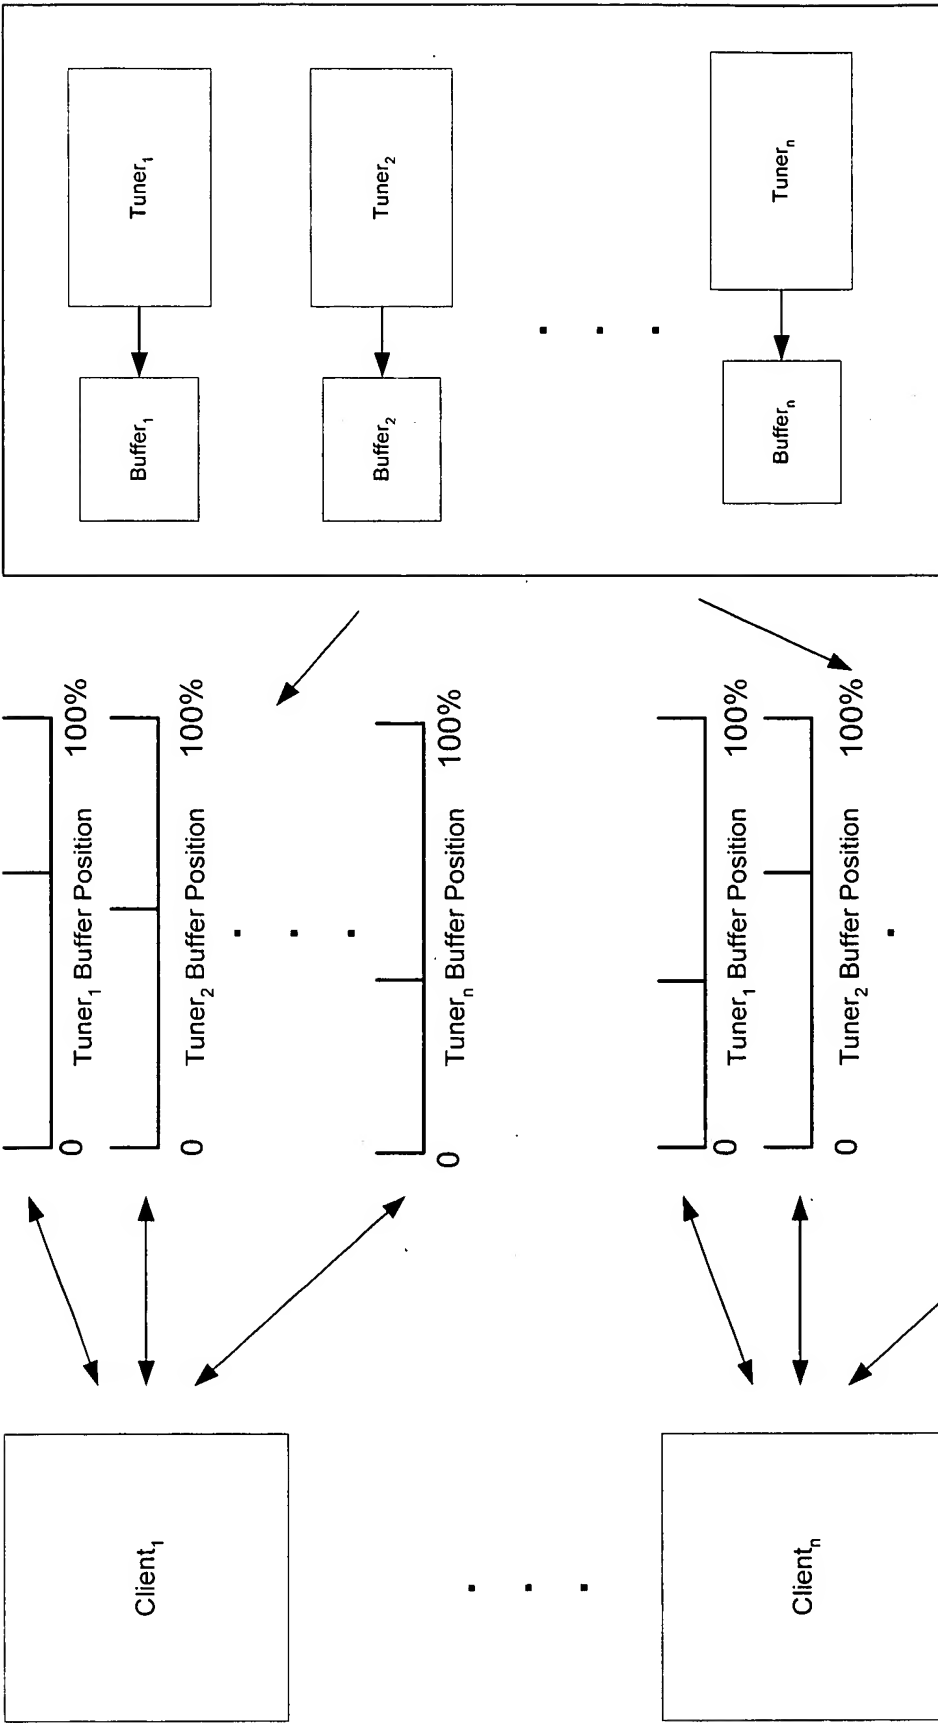 Tuner₁
Buffer₁
Tuner₂
Buffer₂
Tunerₙ
Bufferₙ
0 Tuner₁ Buffer Position 100%
0 Tuner₂ Buffer Position 100%
0 Tunerₙ Buffer Position 100%
0 Tuner₁ Buffer Position 100%
0 Tuner₂ Buffer Position 100%
Client₁
Clientₙ